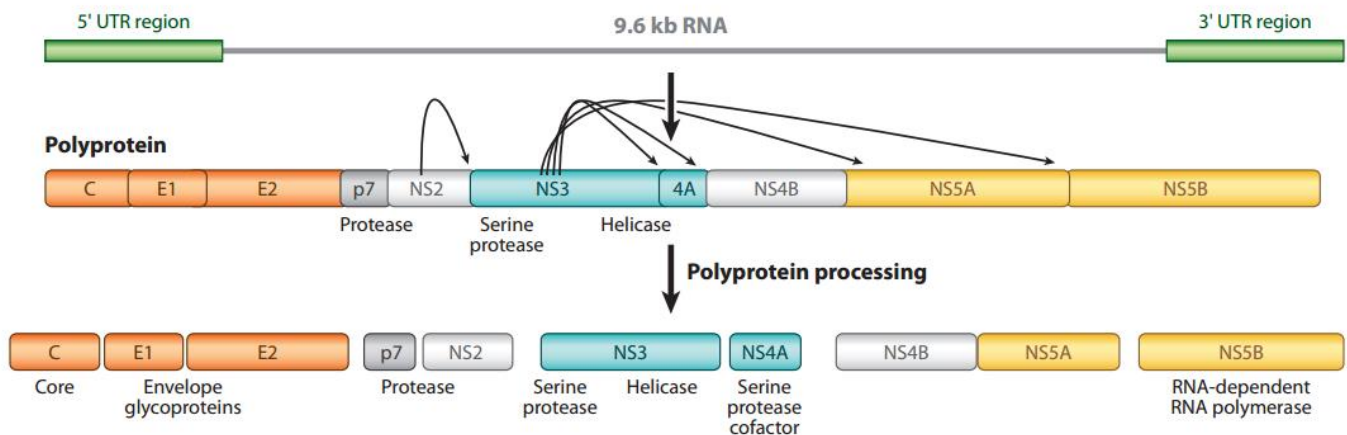 5' UTR region
9.6 kb RNA
3' UTR region
Polyprotein
C
E1
E2
p7
NS2
NS3
4A
NS4B
NS5A
NS5B
Protease
Serine
protease
Helicase
Polyprotein processing
C
E1
E2
p7
NS2
NS3
NS4A
NS4B
NS5A
NS5B
Core
Envelope
glycoproteins
Protease
Serine
protease
Helicase
Serine
protease
cofactor
RNA-dependent
RNA polymerase